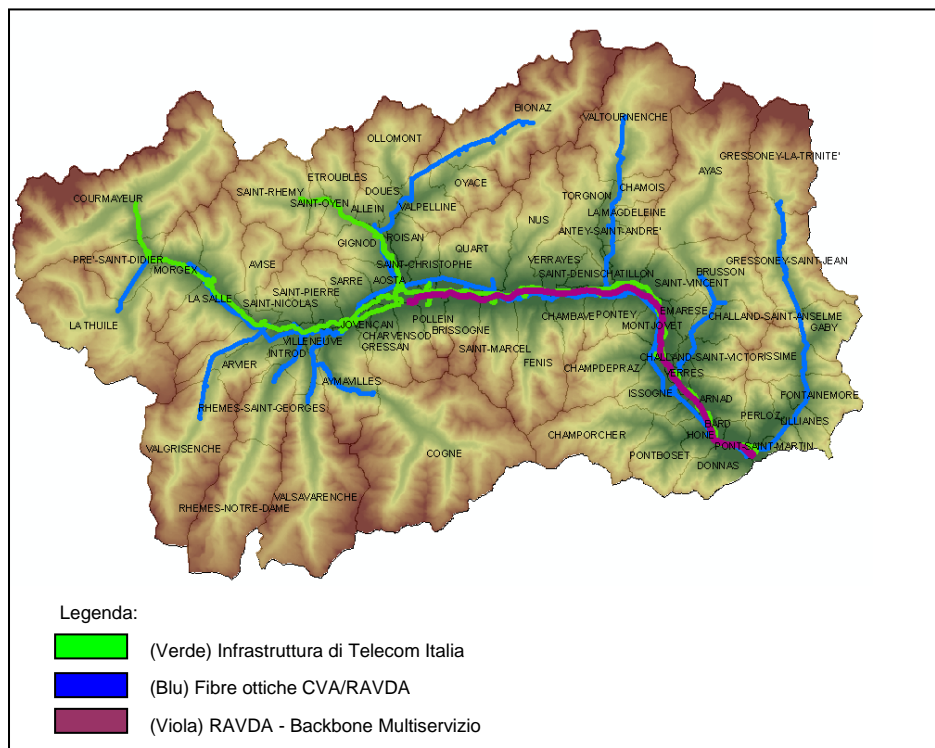 BIONAZ
VALTOURNENCHE
OLLOMONT
GRESSONEY-LA-TRINITE'
ETROUBLES
AYAS
SAINT-RHEMY
DOUES
OYACE
CHAMOIS
COURMAYEUR
SAINT-OYEN
ALLEIN
VALPELLINE
TORGNON
LA MAGDELEINE
NUS
ROISAN
ANTEY-SAINT-ANDRE'
GIGNOD
QUART
PRE'-SAINT-DIDIER
AVISE
SAINT-CHRISTOPHE
VERRAYES
GRESSONEY-SAINT-JEAN
MORGEX
SARRE
AOSTA
SAINT-DENIS
CHATILLON
BRUSSON
SAINT-VINCENT
LA SALLE
SAINT-PIERRE
SAINT-NICOLAS
EMARESE
CHALLAND-SAINT-ANSELME
LA THUILE
JOVENCAN
POLLEIN
CHAMBAVE
PONTEY
MONTJOVET
GABY
VILLENEUVE
CHARVENSOD
BRISSOGNE
INTROD
GRESSAN
SAINT-MARCEL
CHALLAND-SAINT-VICTOR
ISSIME
ARVIER
FENIS
CHAMPDEPRAZ
VERRES
AYMAVILLES
ISSOGNE
FONTAINEMORE
RHEMES-SAINT-GEORGES
ARNAD
PERLOZ
LILLIANES
BARD
CHAMPORCHER
HONE
PONT-SAINT-MARTIN
VALGRISENCHE
COGNE
PONTBOSET
DONNAS
VALSAVARENCHE
RHEMES-NOTRE-DAME
Legenda:
(Verde) Infrastruttura di Telecom Italia
(Blu) Fibre ottiche CVA/RAVDA
(Viola) RAVDA - Backbone Multiservizio